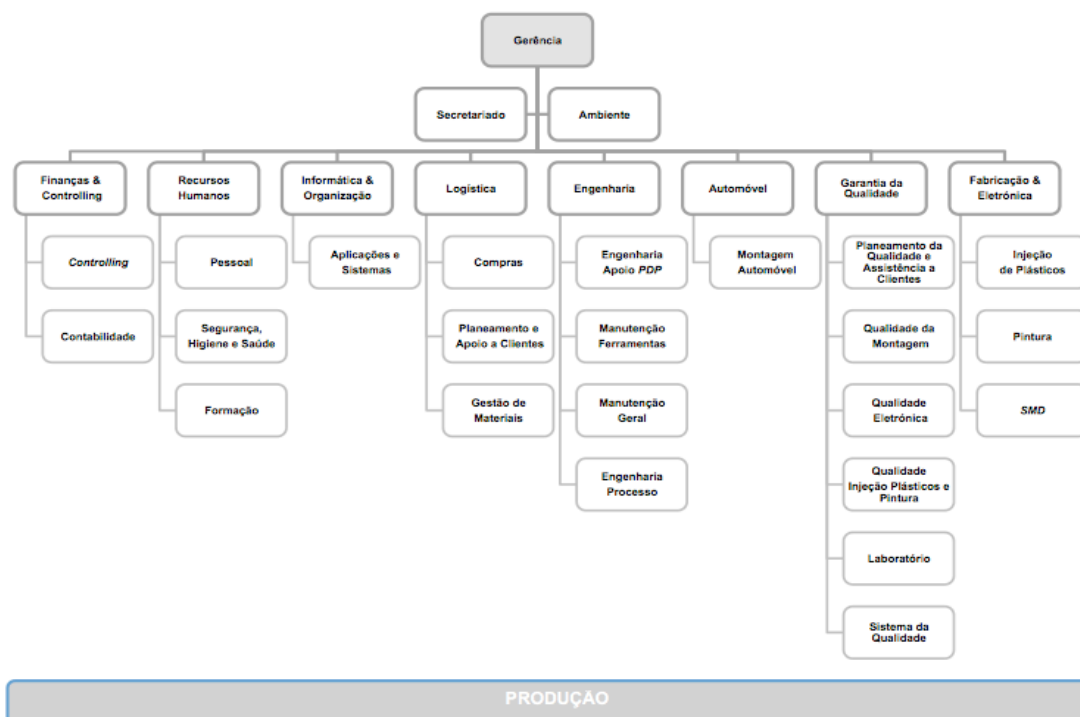 Gerência
Secretariado
Ambiente
Finanças &
Controlling
Recursos
Humanos
Informática &
Organização
Logística
Engenharia
Automóvel
Garantia da
Qualidade
Fabricação &
Eletrónica
Controlling
Contabilidade
Pessoal
Segurança,
Higiene e Saúde
Formação
Aplicações e
Sistemas
Compras
Planeamento e
Apoio a Clientes
Gestão de
Materiais
Engenharia
Apoio PDP
Manutenção
Ferramentas
Manutenção
Geral
Engenharia
Processo
Montagem
Automóvel
Planeamento da
Qualidade e
Assistência a
Clientes
Qualidade da
Montagem
Qualidade
Eletrónica
Qualidade
Injeção Plásticos e
Pintura
Laboratório
Sistema da
Qualidade
Injeção
de Plásticos
Pintura
SMD
PRODUÇÃO